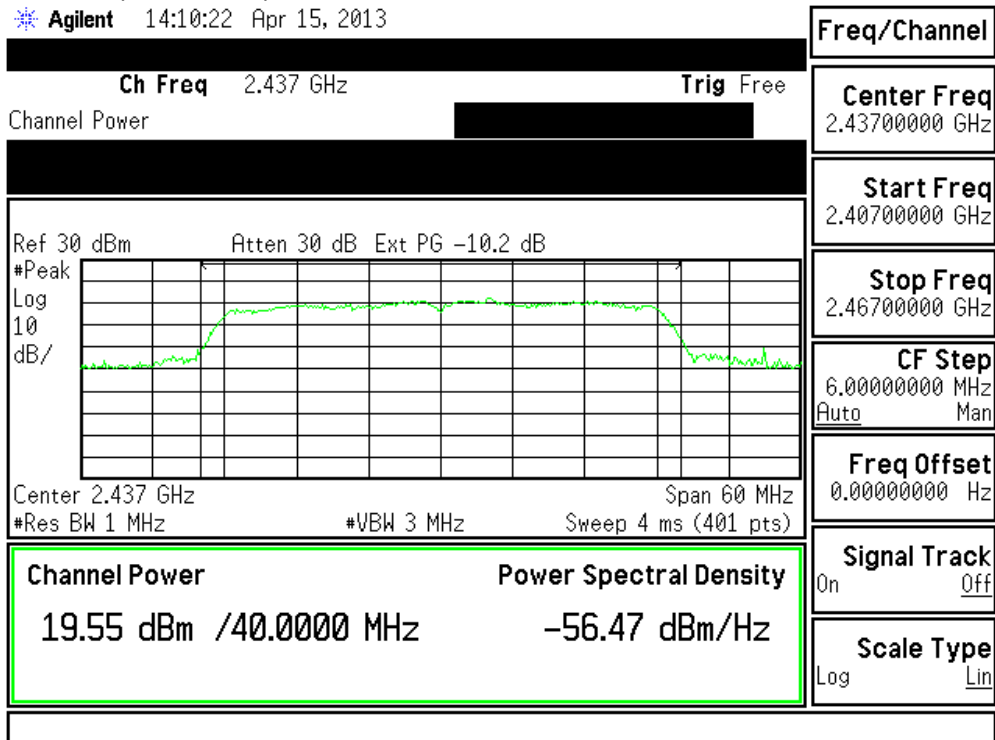 Agilent 14:10:22 Apr 15, 2013
Ch Freq 2.437 GHz Trig Free
Channel Power
Ref 30 dBm Atten 30 dB Ext PG -10.2 dB
#Peak
Log
10
dB/
Center 2.437 GHz Span 60 MHz
#Res BW 1 MHz #VBW 3 MHz Sweep 4 ms (401 pts)
Channel Power Power Spectral Density
19.55 dBm /40.0000 MHz -56.47 dBm/Hz
Freq/Channel
Center Freq
2.43700000 GHz
Start Freq
2.40700000 GHz
Stop Freq
2.46700000 GHz
CF Step
6.00000000 MHz
Auto Man
Freq Offset
0.00000000 Hz
Signal Track
On Off
Scale Type
Log Lin